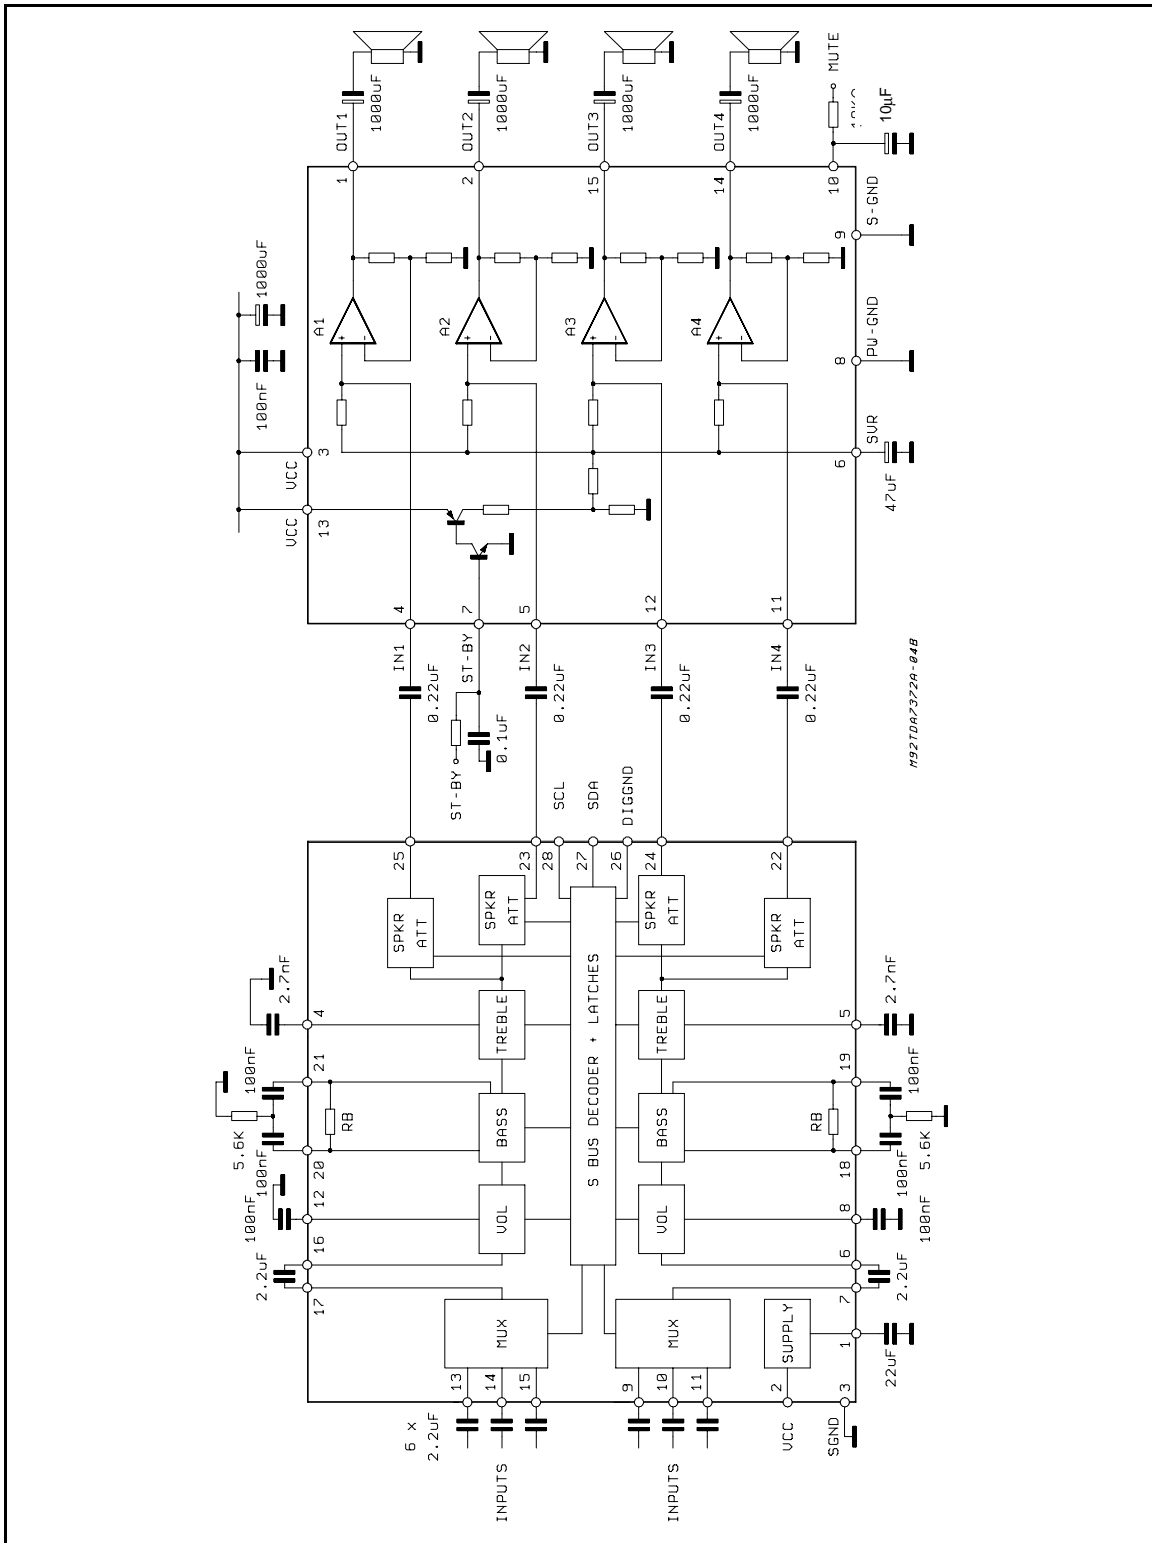 OUT1
1000uF
OUT2
1000uF
OUT3
1000uF
OUT4
1000uF
MUTE
10µF
1
2
15
14
10
9
S-GND
8
PW-GND
6
SVR
47uF
1000uF
100nF
VCC
3
VCC
13
A1
+
-
A2
+
-
A3
+
-
A4
+
-
4
7
5
12
11
IN1
0.22uF
ST-BY
ST-BY
0.1uF
IN2
0.22uF
IN3
0.22uF
IN4
0.22uF
M92TDA7372A-04B
SCL
SDA
DIGGND
25
23
28
27
26
24
22
SPKR
ATT
SPKR
ATT
SPKR
ATT
SPKR
ATT
S BUS DECODER + LATCHES
TREBLE
TREBLE
BASS
BASS
VOL
VOL
MUX
MUX
SUPPLY
RB
RB
2.7nF
4
21
100nF
5.6K
20
100nF
12
100nF
16
2.2uF
17
2.7nF
5
19
100nF
5.6K
18
100nF
8
100nF
6
2.2uF
7
1
22uF
13
14
15
9
10
11
2
3
6 x
2.2uF
INPUTS
INPUTS
VCC
SGND